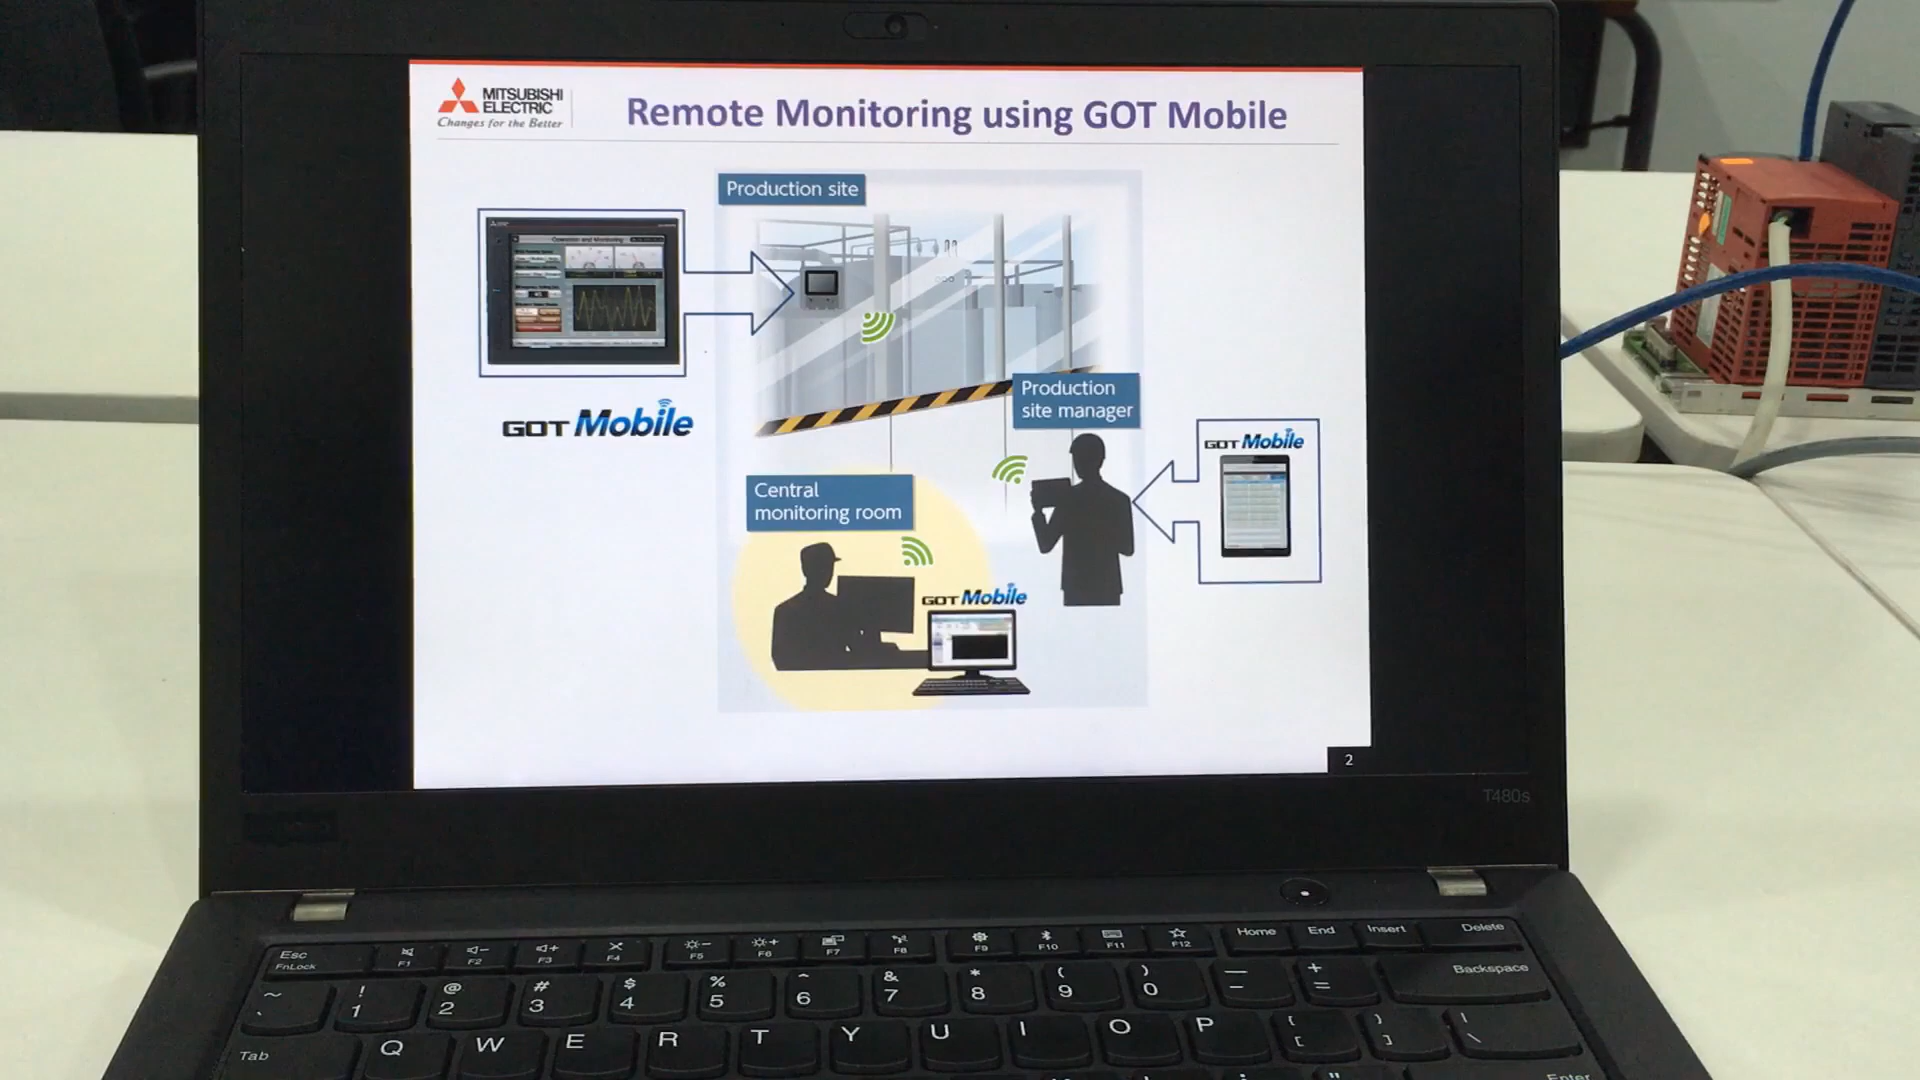 MITSUBISHI
ELECTRIC
Changes for the Better
Remote Monitoring using GOT Mobile
Production site
Operation and Monitoring
GOT Mobile
Production
site manager
GOT Mobile
Central
monitoring room
GOT Mobile
2
T480s
Esc
FnLock
F1
F2
F3
F4
F5
F6
F7
F8
F9
F10
F11
F12
Home
End
Insert
Delete
~ `
! 1
@ 2
# 3
$ 4
% 5
^ 6
& 7
* 8
( 9
) 0
— -
+ =
Backspace
Tab
Q W E R T Y U I O P
Enter